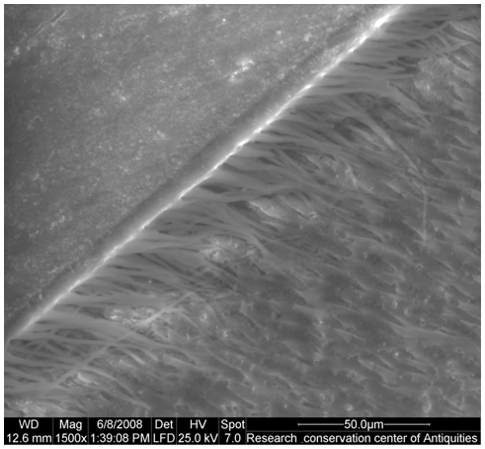 WD Mag 6/8/2008 Det HV Spot 50.0µm
12.6 mm 1500x 1:39:08 PM LFD 25.0 kV 7.0 Research conservation center of Antiquities